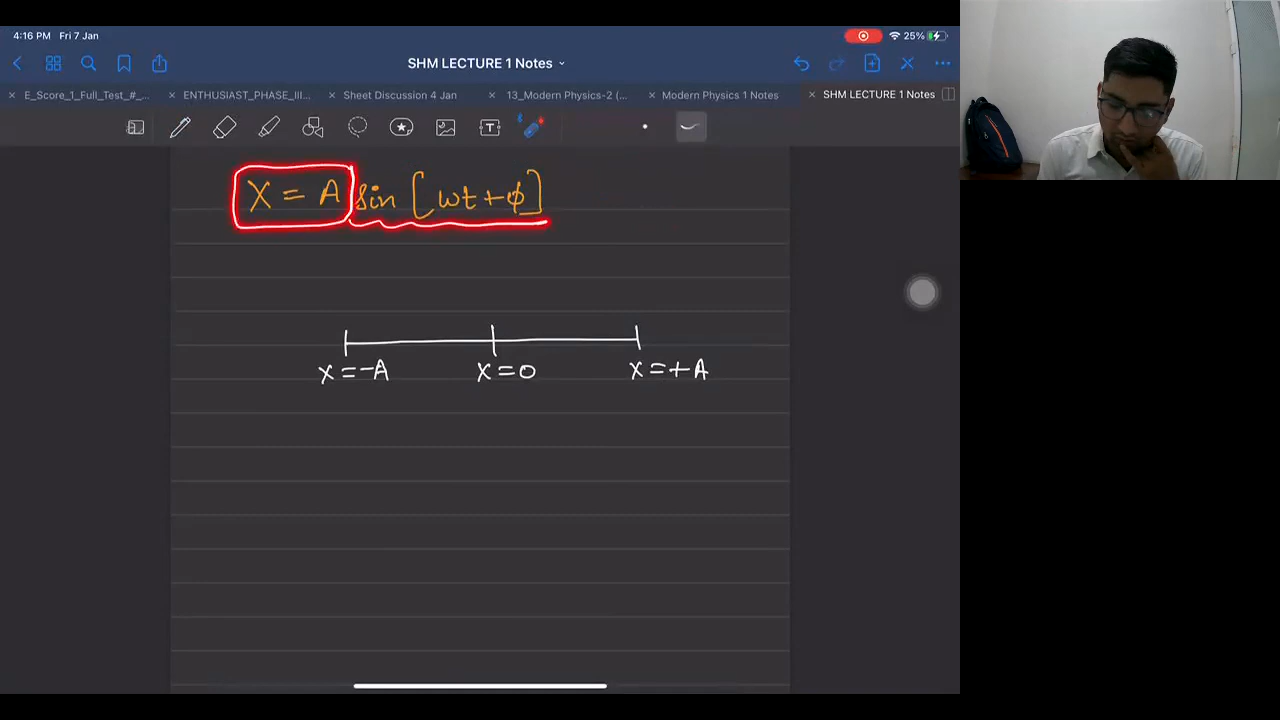 4:16 PM Fri 7 Jan
25%
SHM LECTURE 1 Notes
E_Score_1_Full_Test_#_...
ENTHUSIAST_PHASE_III...
Sheet Discussion 4 Jan
13_Modern Physics-2 (...
Modern Physics 1 Notes
SHM LECTURE 1 Notes
X = A sin [ωt+ϕ]
x=-A x=0 x=+A